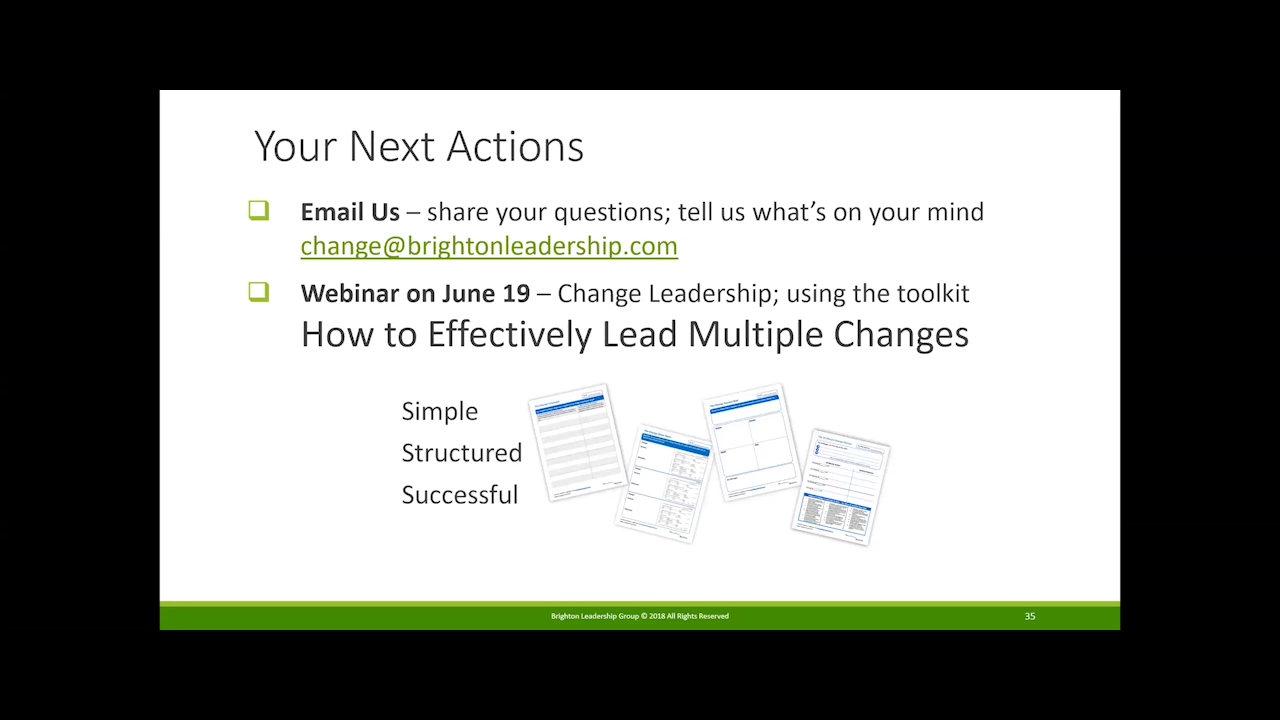 Your Next Actions
Email Us – share your questions; tell us what's on your mind
change@brightonleadership.com
Webinar on June 19 – Change Leadership; using the toolkit
How to Effectively Lead Multiple Changes
Simple
Structured
Successful
Brighton Leadership Group © 2018 All Rights Reserved
35